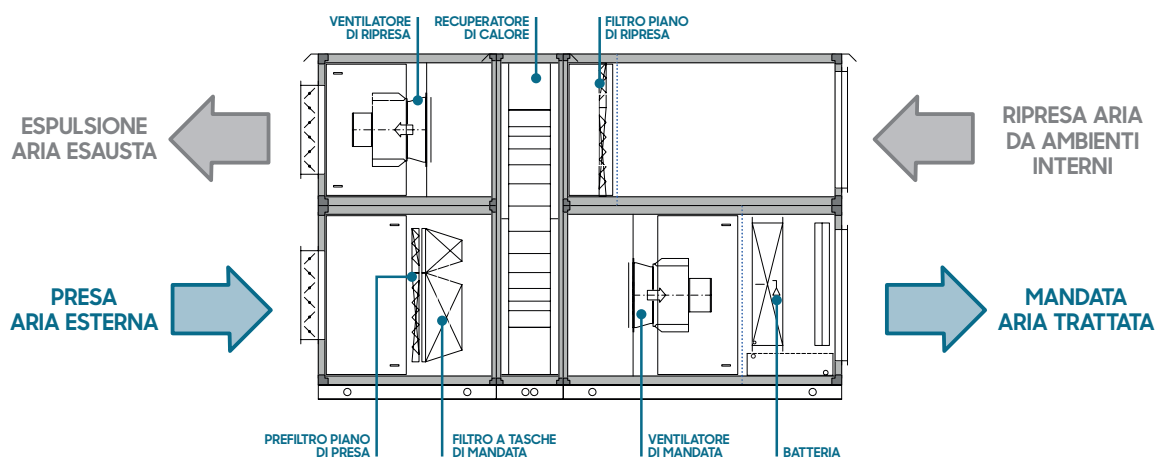 VENTILATORE
DI RIPRESA
RECUPERATORE
DI CALORE
FILTRO PIANO
DI RIPRESA
ESPULSIONE
ARIA ESAUSTA
RIPRESA ARIA
DA AMBIENTI
INTERNI
PRESA
ARIA ESTERNA
MANDATA
ARIA TRATTATA
PREFILTRO PIANO
DI PRESA
FILTRO A TASCHE
DI MANDATA
VENTILATORE
DI MANDATA
BATTERIA